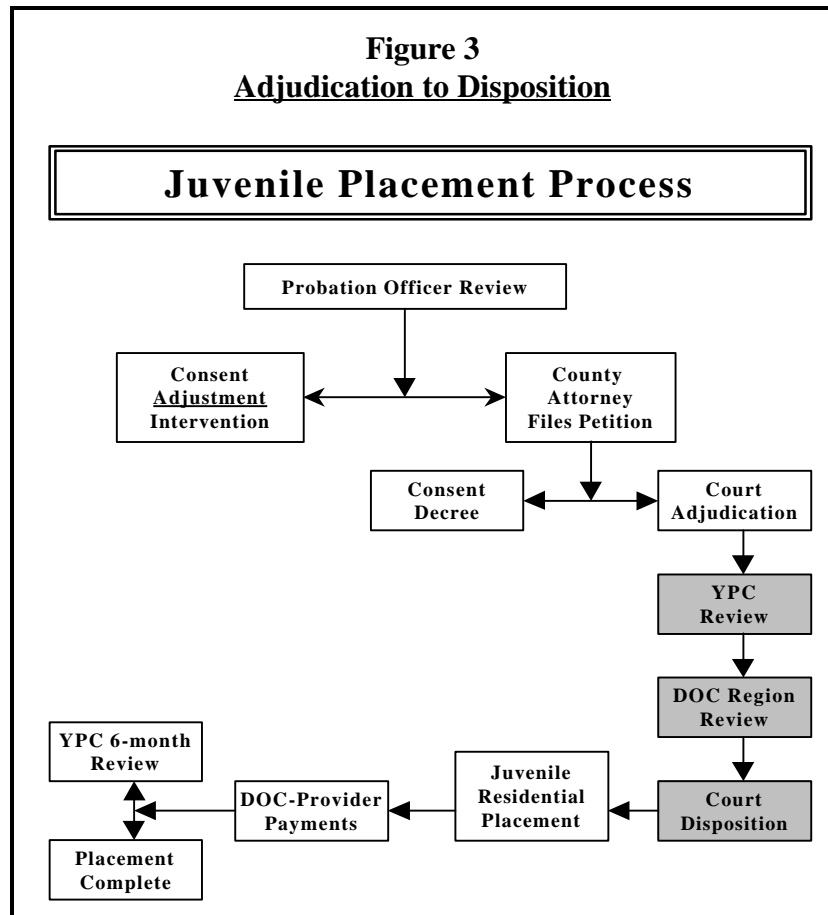 Figure 3
Adjudication to Disposition
Juvenile Placement Process
Probation Officer Review
Consent
Adjustment
Intervention
County
Attorney
Files Petition
Consent
Decree
Court
Adjudication
YPC
Review
DOC Region
Review
YPC 6-month
Review
DOC-Provider
Payments
Juvenile
Residential
Placement
Court
Disposition
Placement
Complete